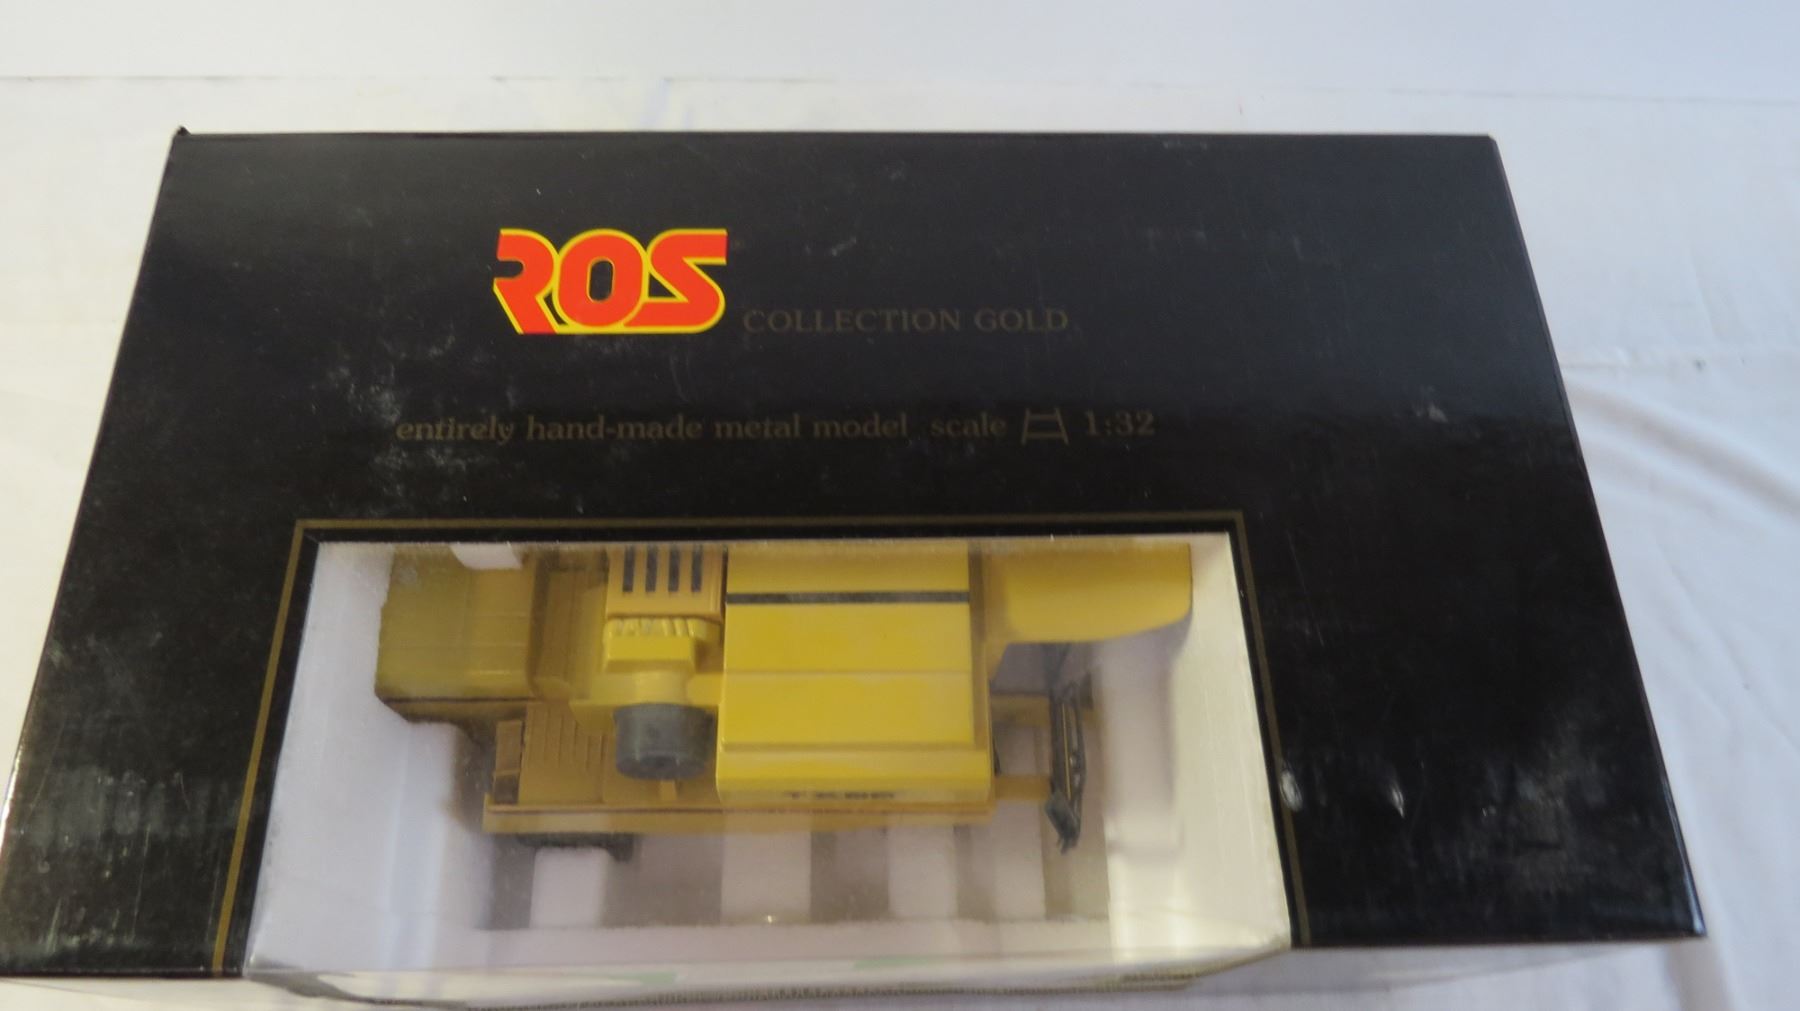 ROS COLLECTION GOLD
entirely hand-made metal model scale 1:32